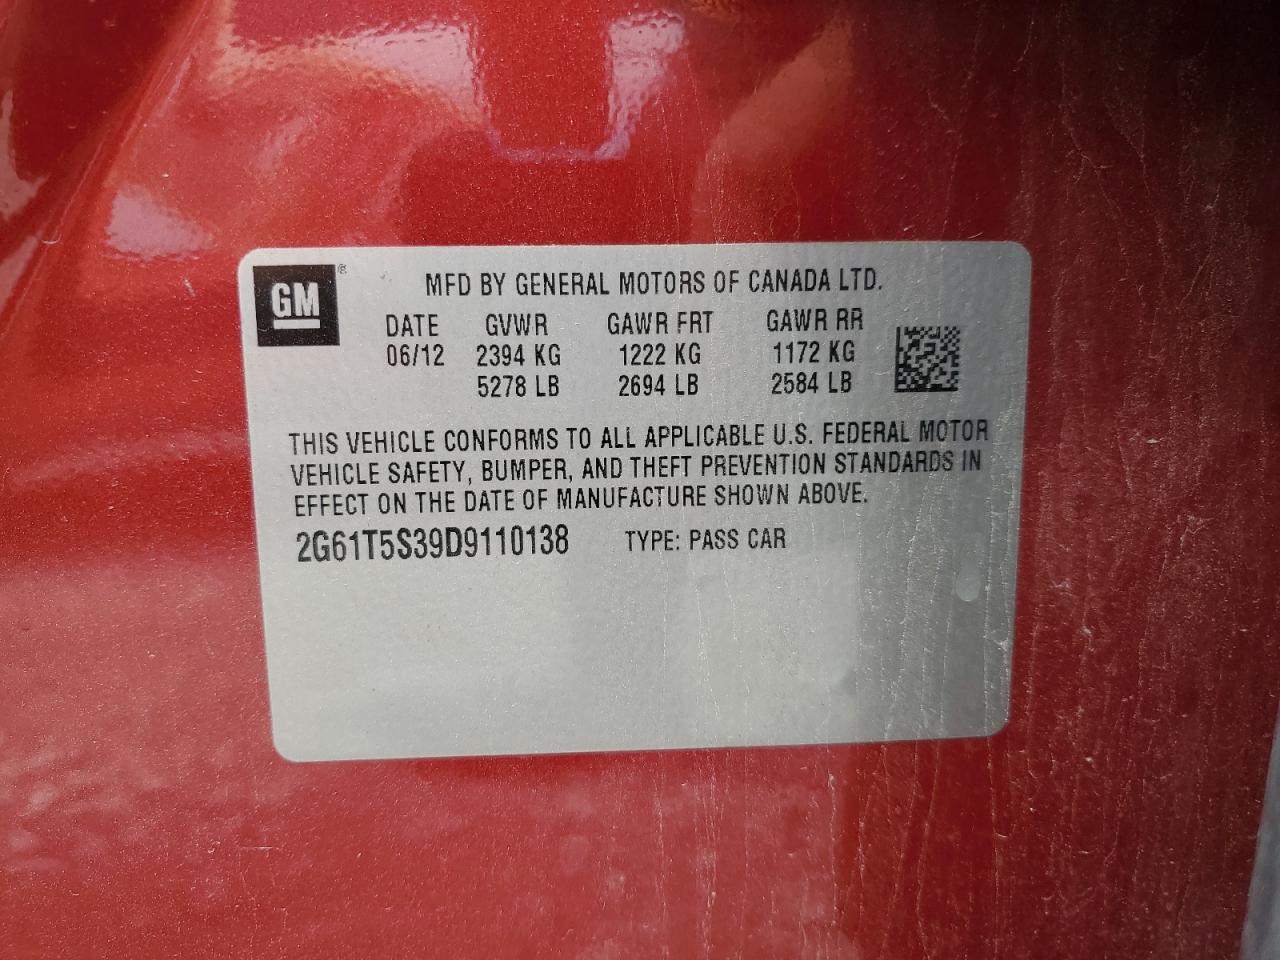 GM ®
MFD BY GENERAL MOTORS OF CANADA LTD.
DATE GVWR GAWR FRT GAWR RR
06/12 2394 KG 1222 KG 1172 KG
5278 LB 2694 LB 2584 LB
THIS VEHICLE CONFORMS TO ALL APPLICABLE U.S. FEDERAL MOTOR
VEHICLE SAFETY, BUMPER, AND THEFT PREVENTION STANDARDS IN
EFFECT ON THE DATE OF MANUFACTURE SHOWN ABOVE.
2G61T5S39D9110138 TYPE: PASS CAR